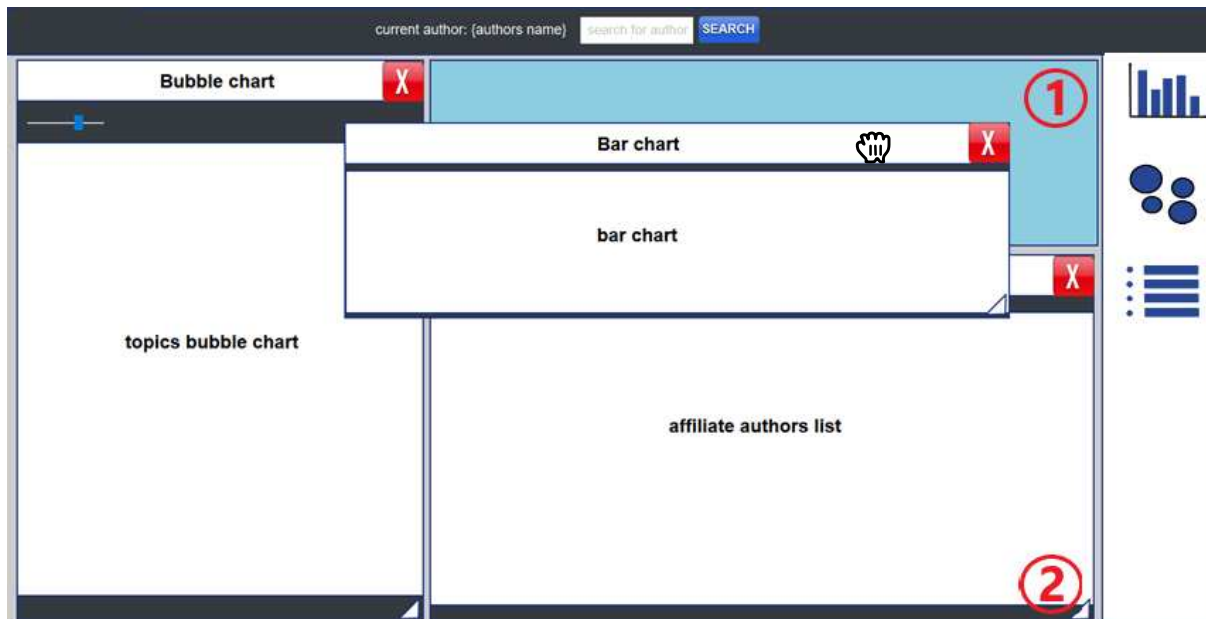 current author: {authors name} search for author SEARCH
Bubble chart X
1
Bar chart X
bar chart
X
topics bubble chart
affiliate authors list
2